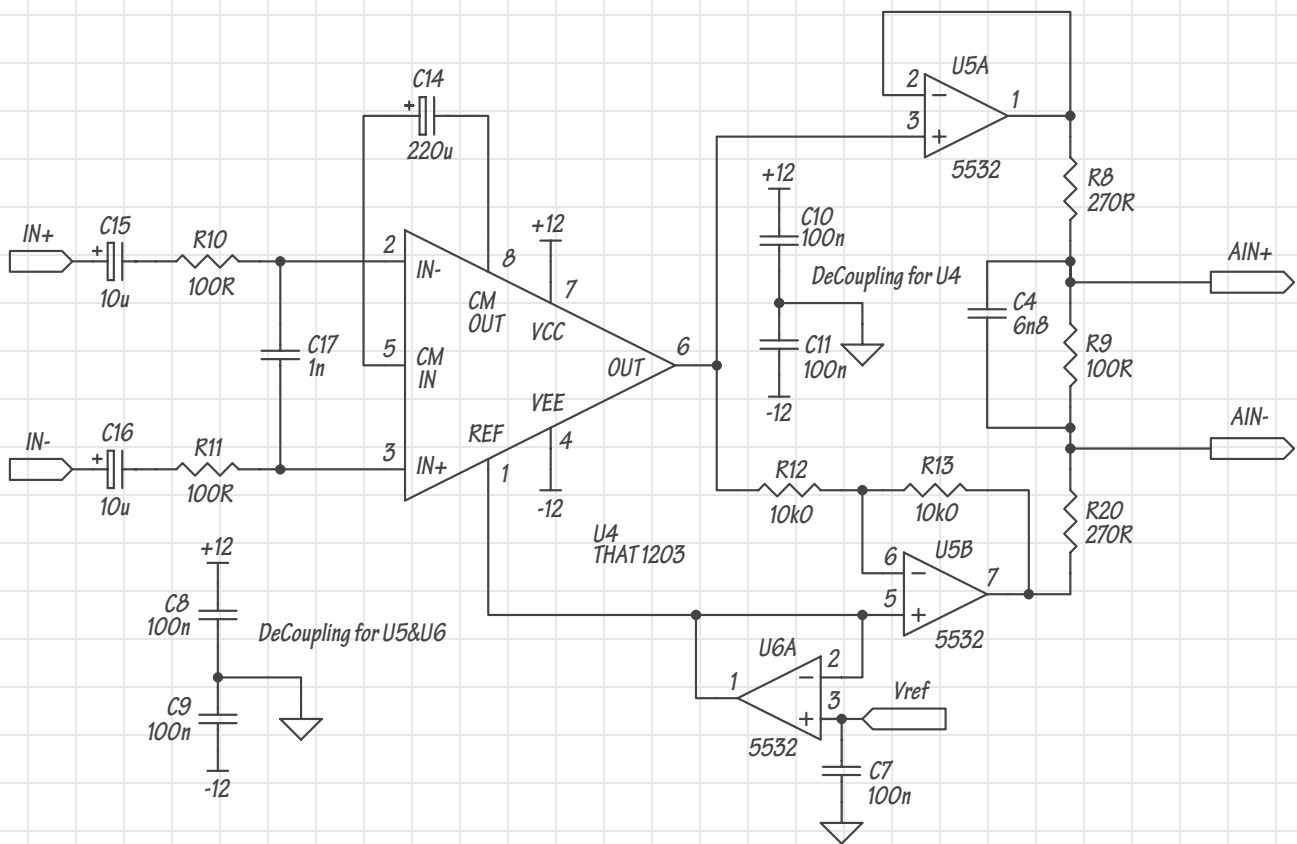 C14
+
220u
U5A
2
-
3
+
1
5532
+12
C10
100n
DeCoupling for U4
C11
100n
-12
R8
270R
AIN+
C4
6n8
R9
100R
AIN-
R20
270R
IN+
C15
+
10u
R10
100R
C17
1n
IN-
C16
+
10u
R11
100R
2
IN-
8
CM
OUT
+12
7
VCC
5
CM
IN
OUT
6
VEE
4
-12
REF
1
3
IN+
U4
THAT 1203
R12
10k0
R13
10k0
U5B
6
-
5
+
7
5532
U6A
1
2
-
3
+
5532
Vref
C7
100n
+12
C8
100n
DeCoupling for U5&U6
C9
100n
-12